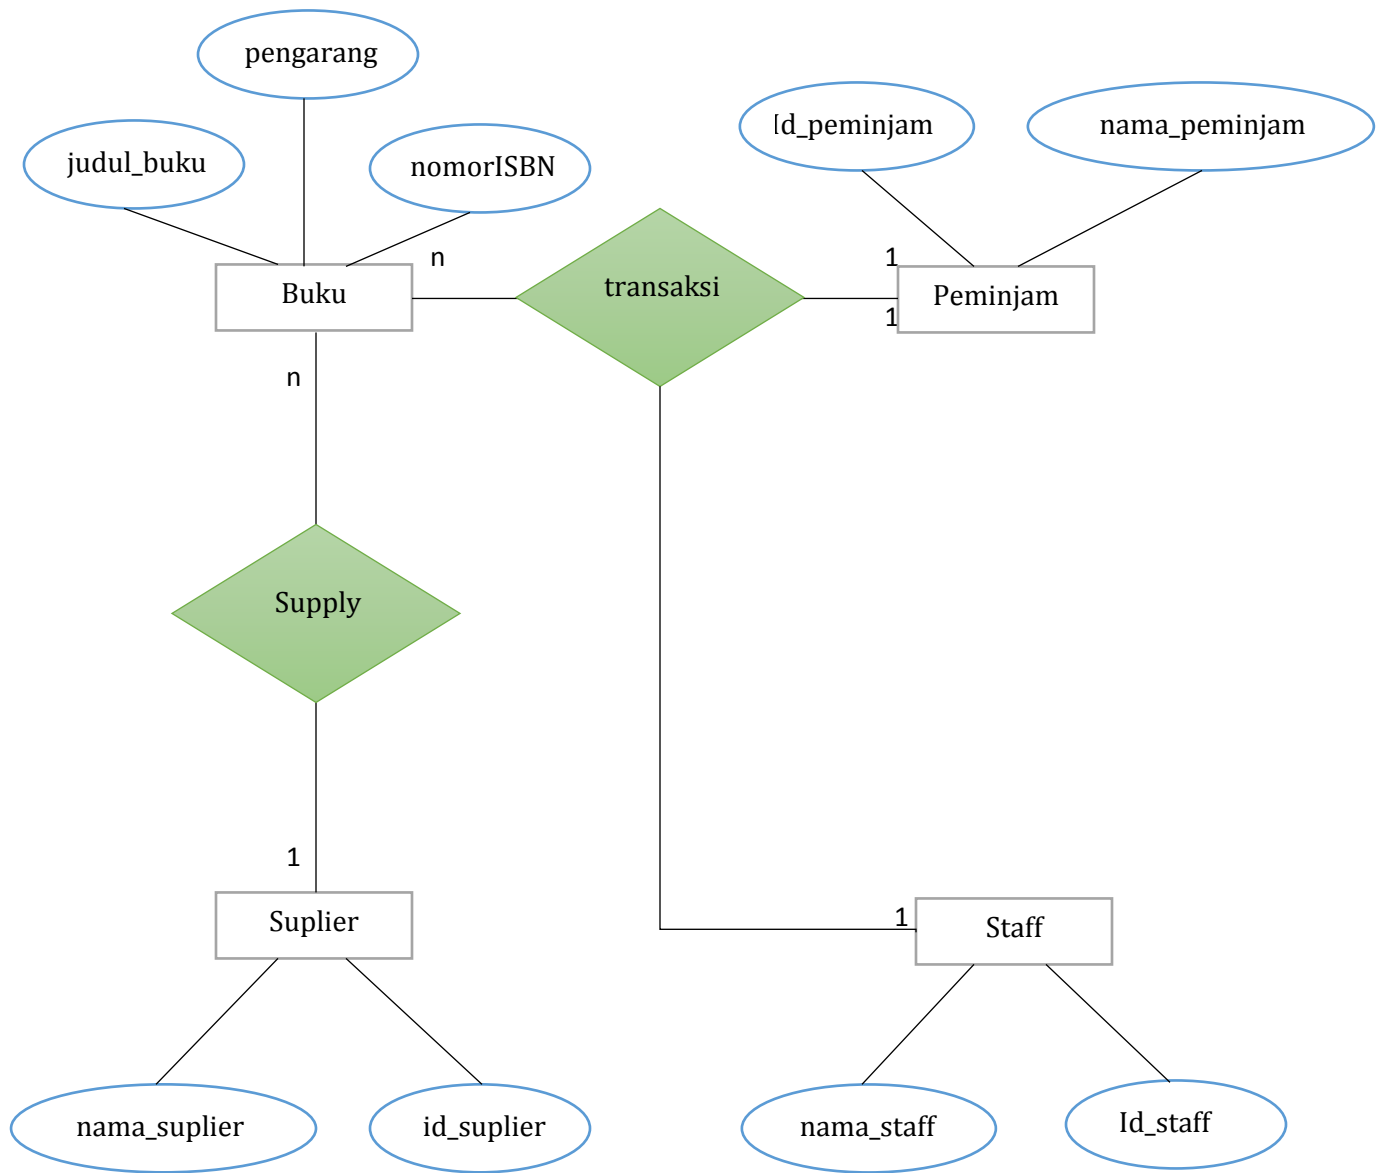 pengarang
Id_peminjam
nama_peminjam
judul_buku
nomorISBN
n
1
Buku
transaksi
Peminjam
1
n
Supply
1
1
Suplier
Staff
nama_suplier
id_suplier
nama_staff
Id_staff